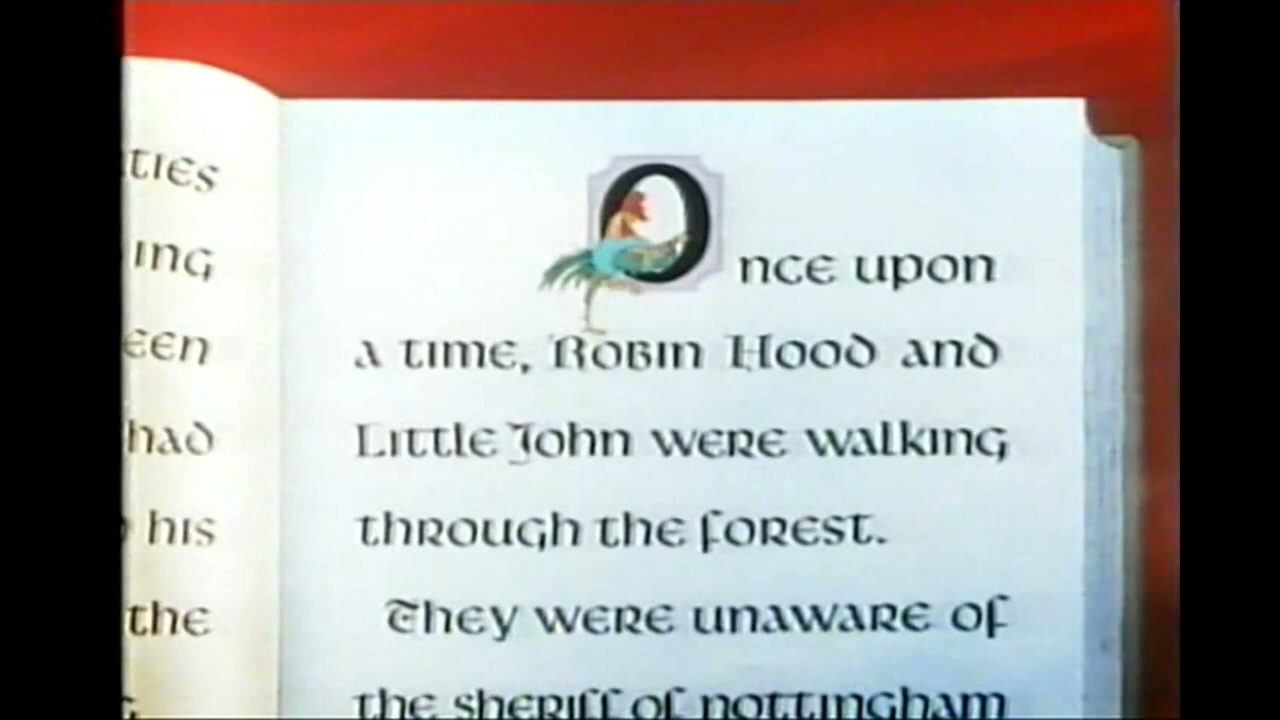 ties
ing
een
had
his
the
Once upon
a time, Robin Hood and
Little John were walking
through the forest.
They were unaware of
the sheriff of nottingham